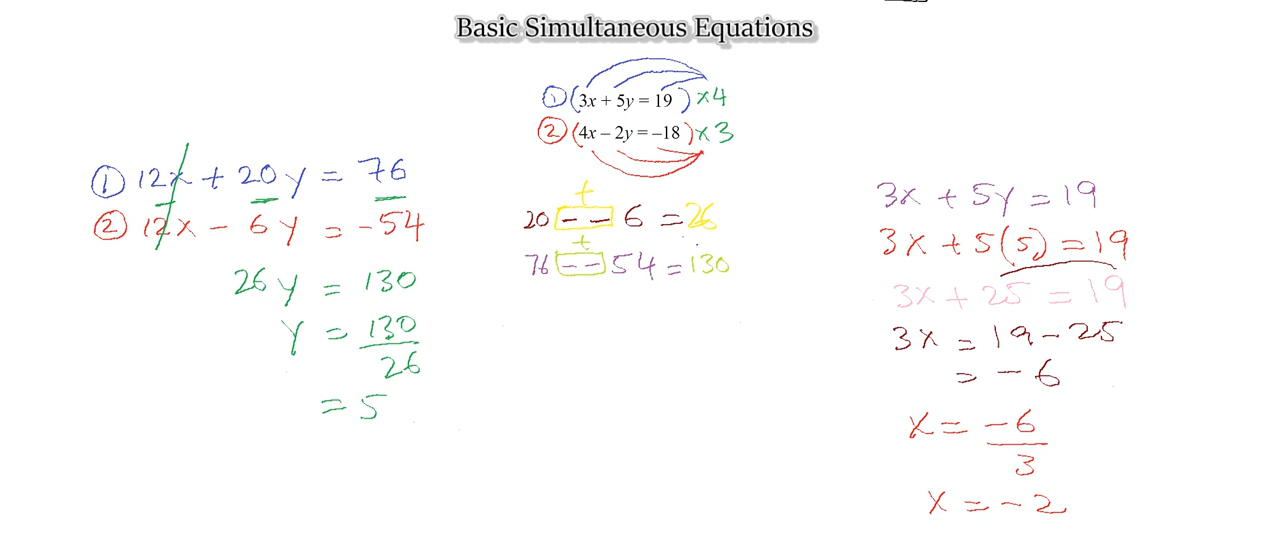 Basic Simultaneous Equations
① (3x + 5y = 19) ×4
② (4x – 2y = –18) ×3
① 12x + 20y = 76
② 12x - 6y = -54
26y = 130
y = 130/26
= 5
+
20 - - 6 = 26
+
76 - - 54 = 130
3x + 5y = 19
3x + 5(5) = 19
3x + 25 = 19
3x = 19 - 25
= -6
x = -6/3
x = -2